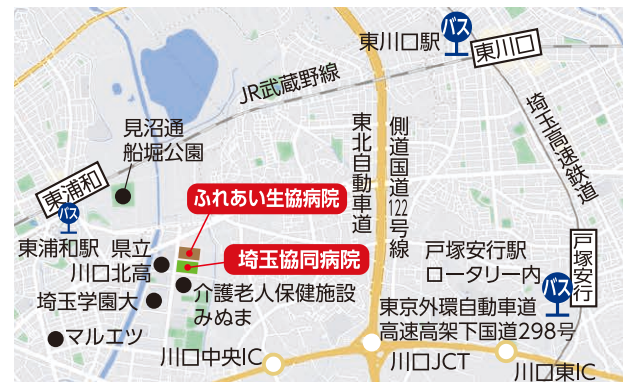 バス
東川口駅
東川口
JR武蔵野線
埼玉高速鉄道
見沼通
船堀公園
東北自動車道
側道国道122号線
東浦和
バス
ふれあい生協病院
東浦和駅
県立
川口北高
埼玉協同病院
戸塚安行駅
ロータリー内
戸塚安行
バス
埼玉学園大
介護老人保健施設
みぬま
東京外環自動車道
高速高架下国道298号
マルエツ
川口中央IC
川口JCT
川口東IC